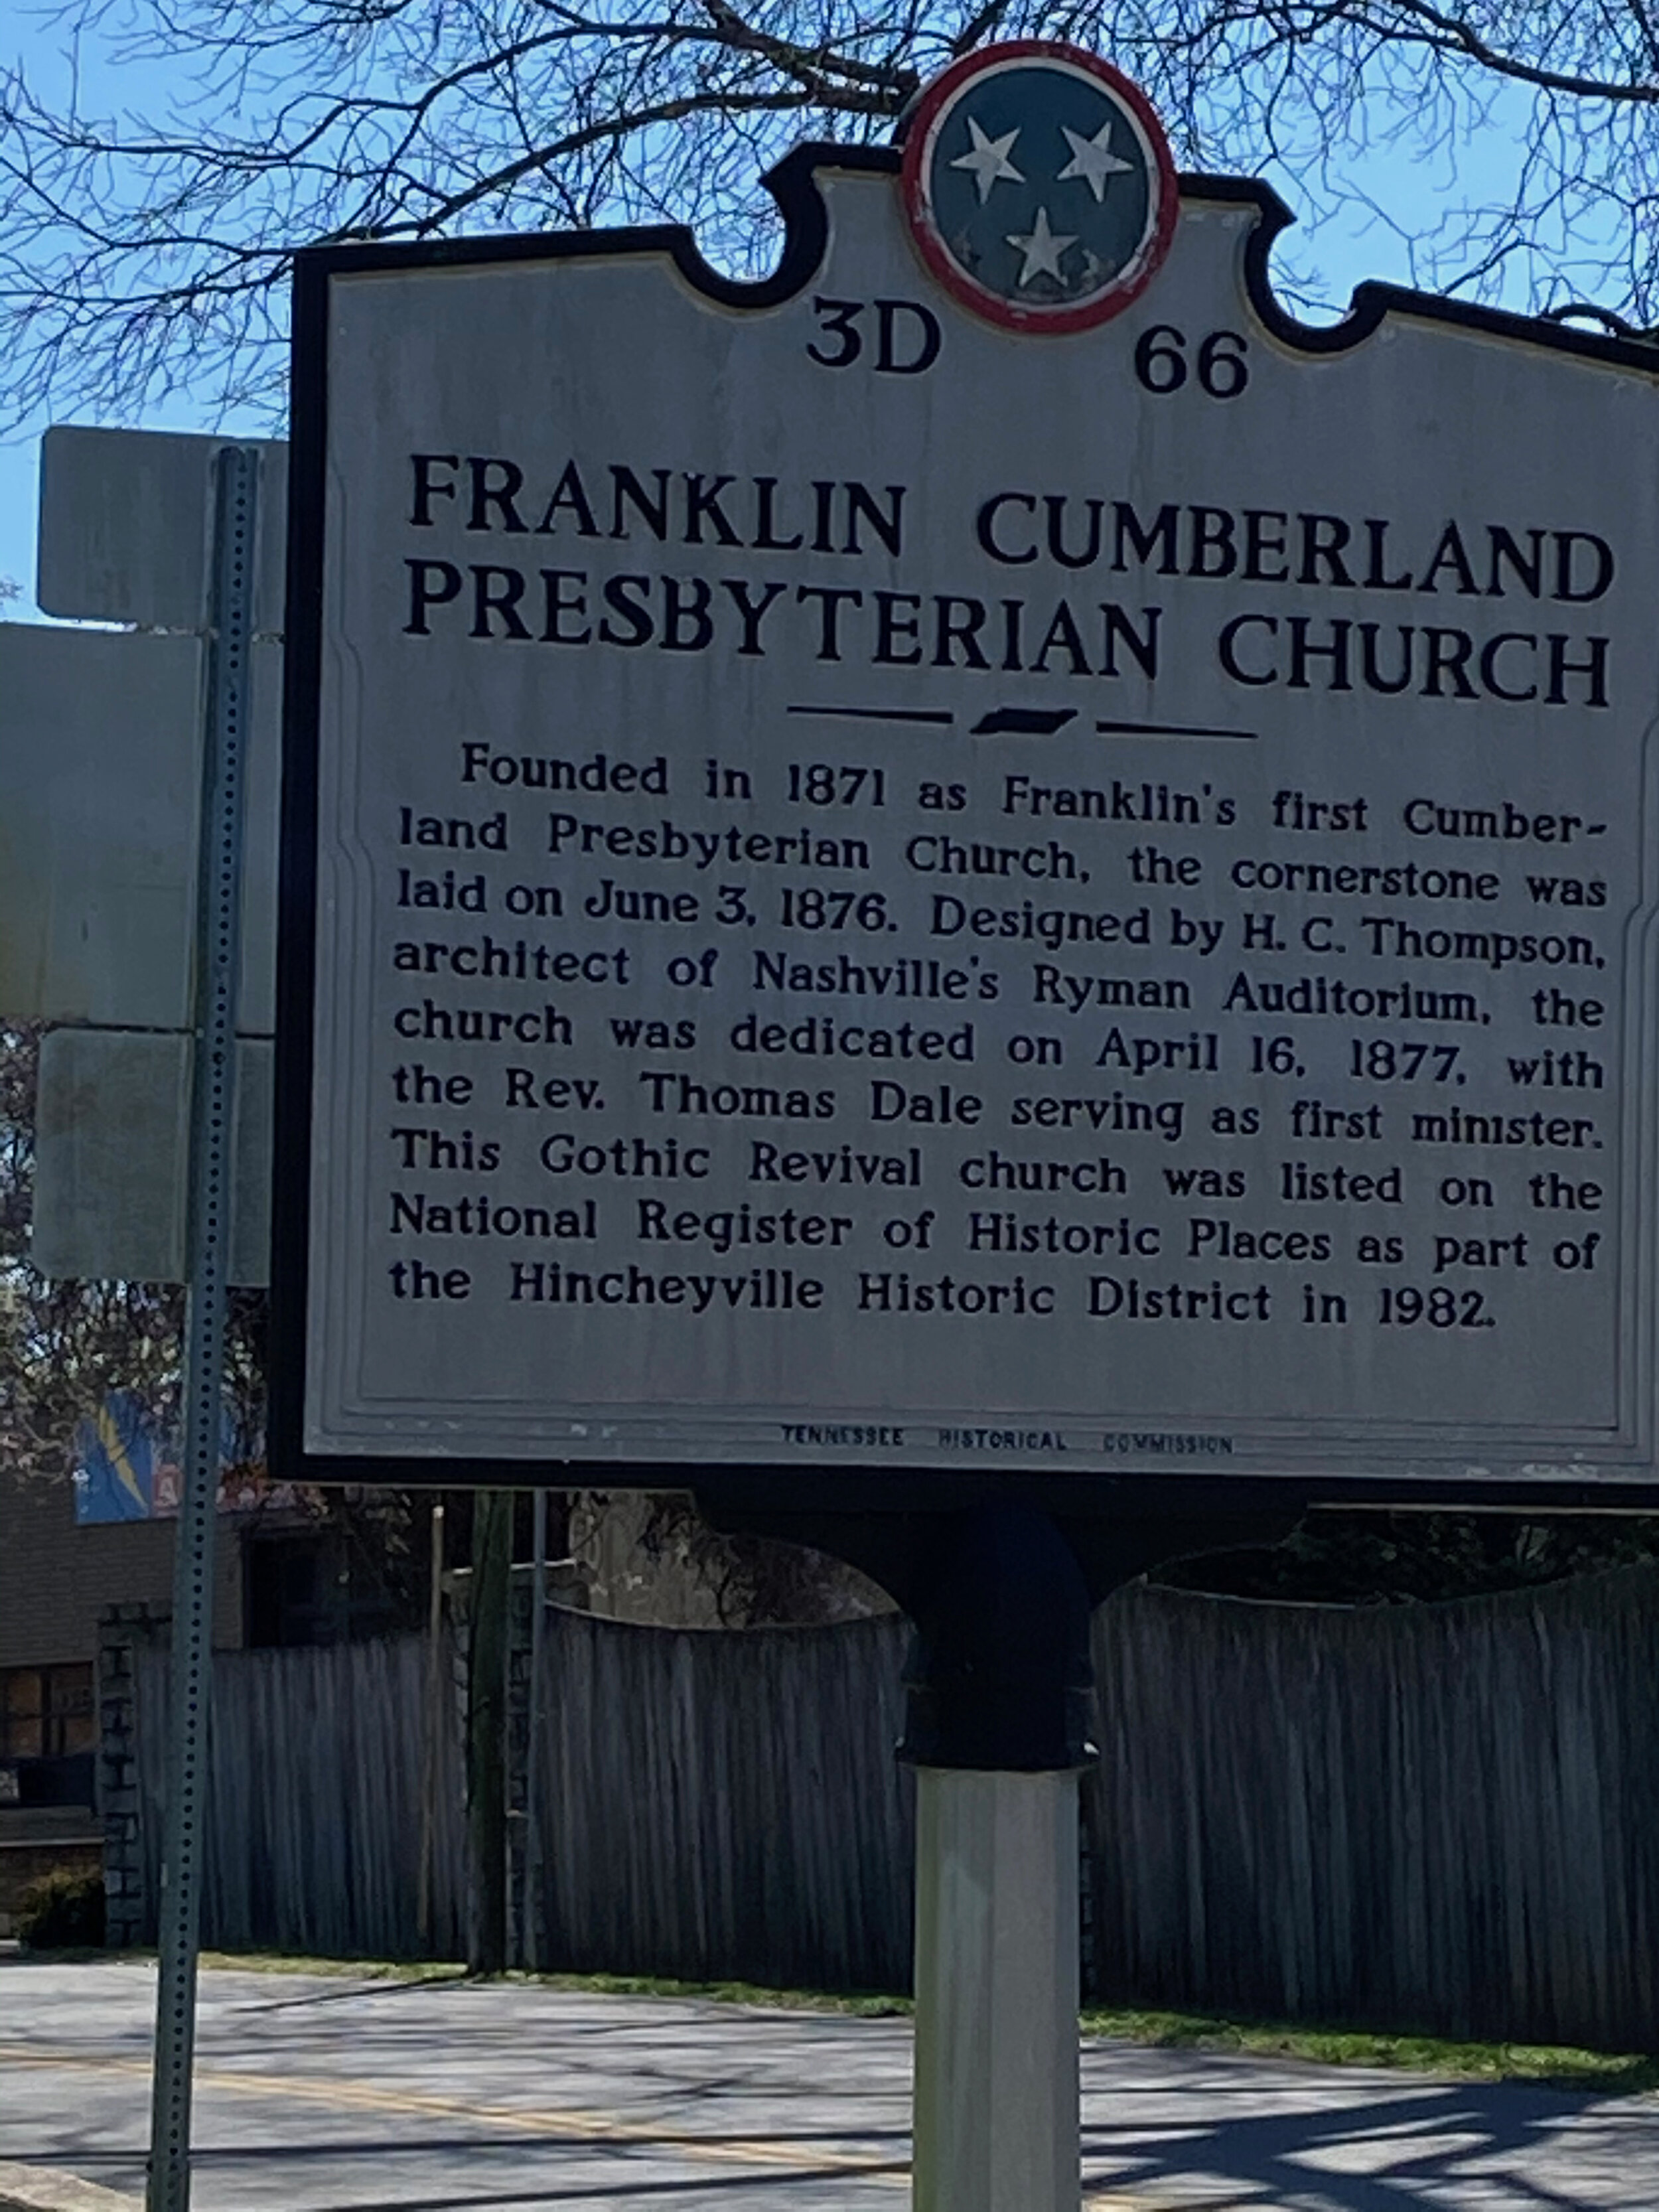 3D 66
FRANKLIN CUMBERLAND
PRESBYTERIAN CHURCH
Founded in 1871 as Franklin's first Cumber-
land Presbyterian Church, the cornerstone was
laid on June 3, 1876. Designed by H. C. Thompson,
architect of Nashville's Ryman Auditorium, the
church was dedicated on April 16, 1877, with
the Rev. Thomas Dale serving as first minister.
This Gothic Revival church was listed on the
National Register of Historic Places as part of
the Hincheyville Historic District in 1982.
TENNESSEE HISTORICAL COMMISSION